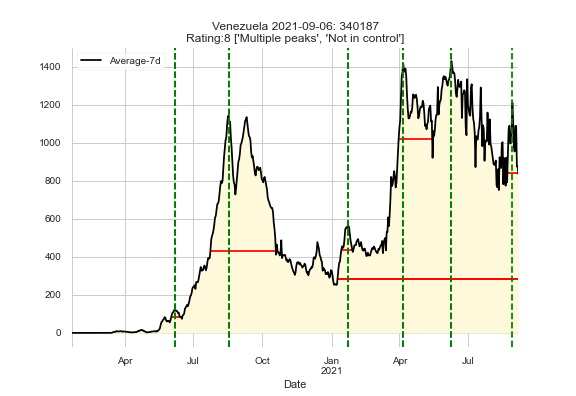 Venezuela 2021-09-06: 340187
Rating:8 ['Multiple peaks', 'Not in control']
Average-7d
1400
1200
1000
800
600
400
200
0
Apr
Jul
Oct
Jan
2021
Apr
Jul
Date